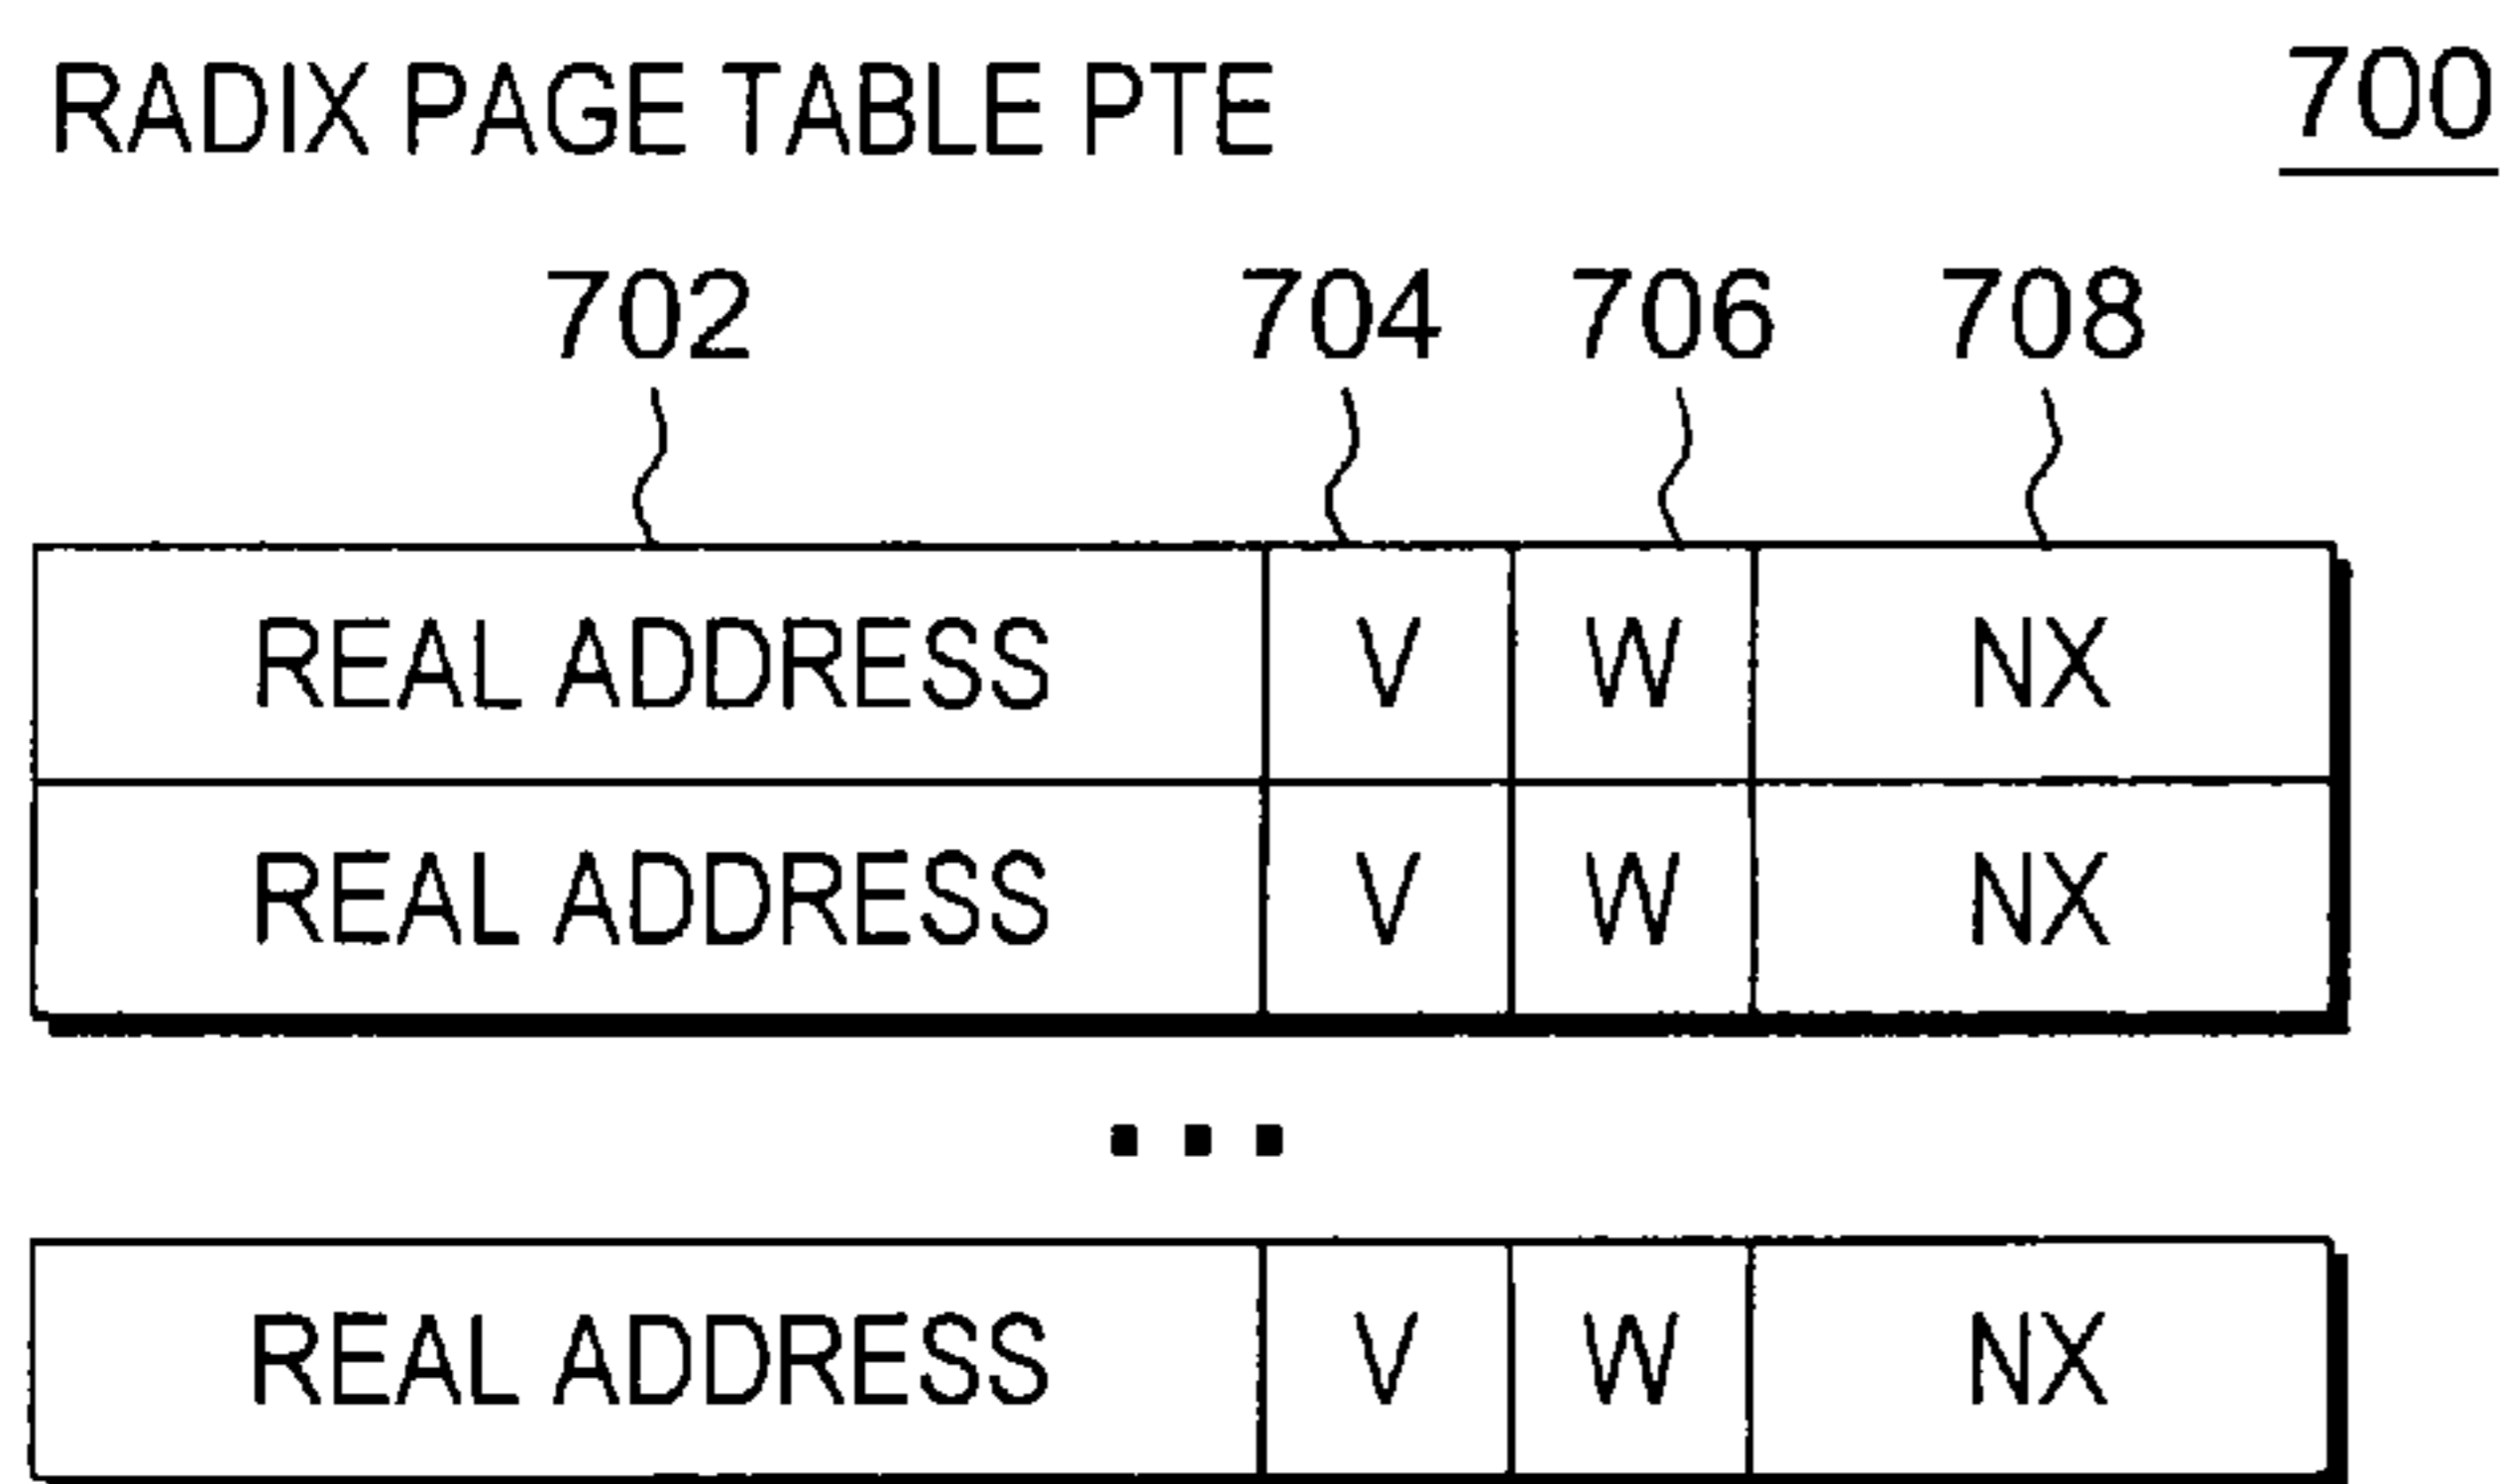 RADIX PAGE TABLE PTE 700
702 704 706 708
REAL ADDRESS V W NX
REAL ADDRESS V W NX
...
REAL ADDRESS V W NX